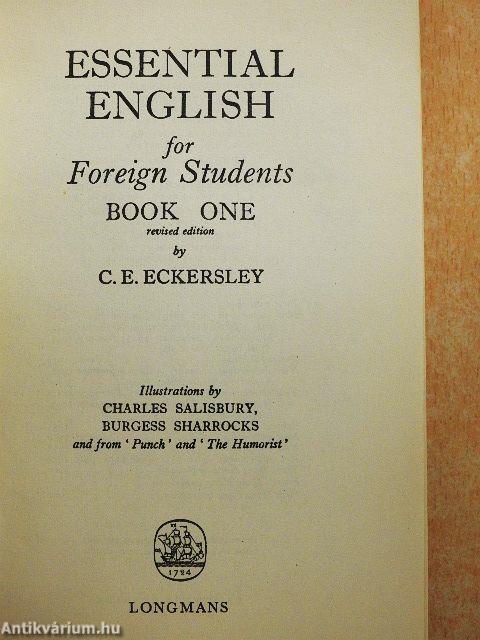 ESSENTIAL
ENGLISH
for
Foreign Students
BOOK ONE
revised edition
by
C. E. ECKERSLEY
Illustrations by
CHARLES SALISBURY,
BURGESS SHARROCKS
and from ‘Punch’ and ‘The Humorist’
1724
LONGMANS
Antikvárium.hu